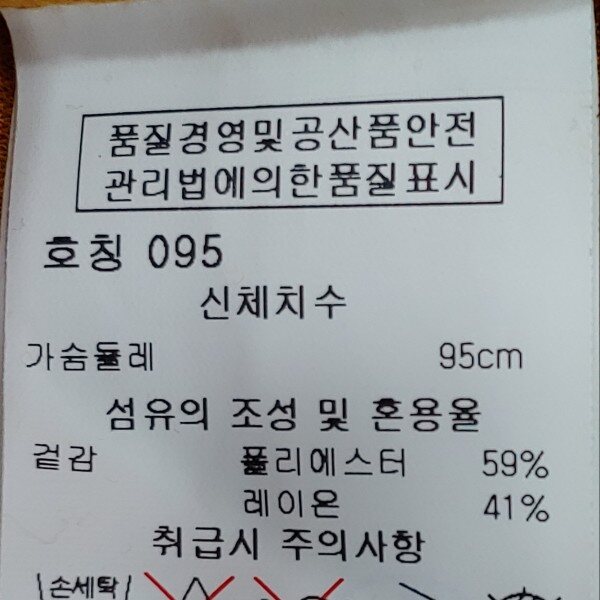 품질경영및공산품안전
관리법에의한품질표시
호칭 095
신체치수
가슴둘레 95cm
섬유의 조성 및 혼용율
겉감 폴리에스터 59%
레이온 41%
취급시 주의사항
손세탁